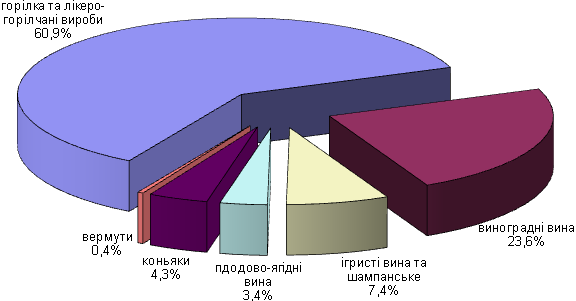 горілка та лікеро-
горілчані вироби
60,9%
виноградні вина
23,6%
ігристі вина та
шампанське
7,4%
пдодово-ягідні
вина
3,4%
коньяки
4,3%
вермути
0,4%